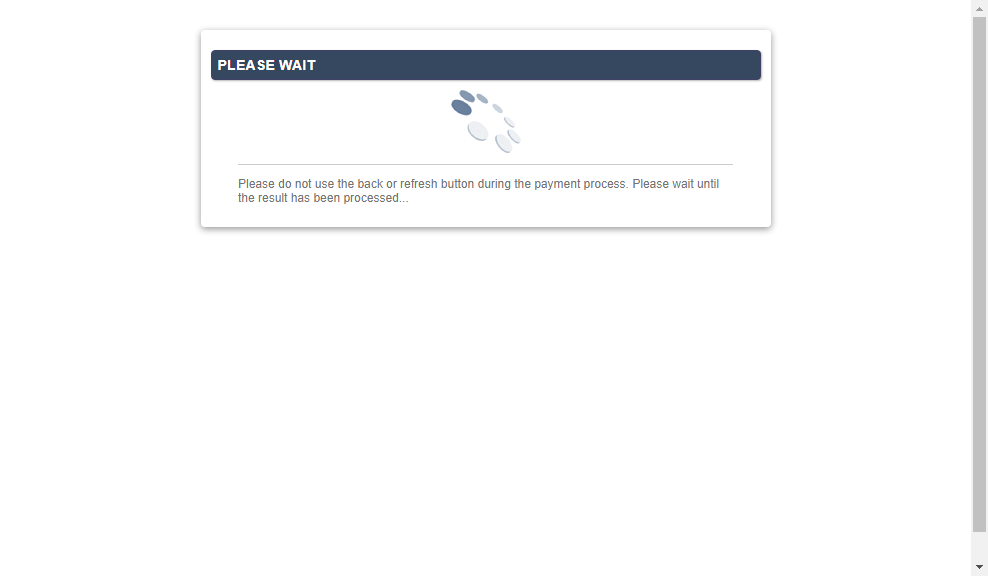 PLEASE WAIT
Please do not use the back or refresh button during the payment process. Please wait until
the result has been processed...